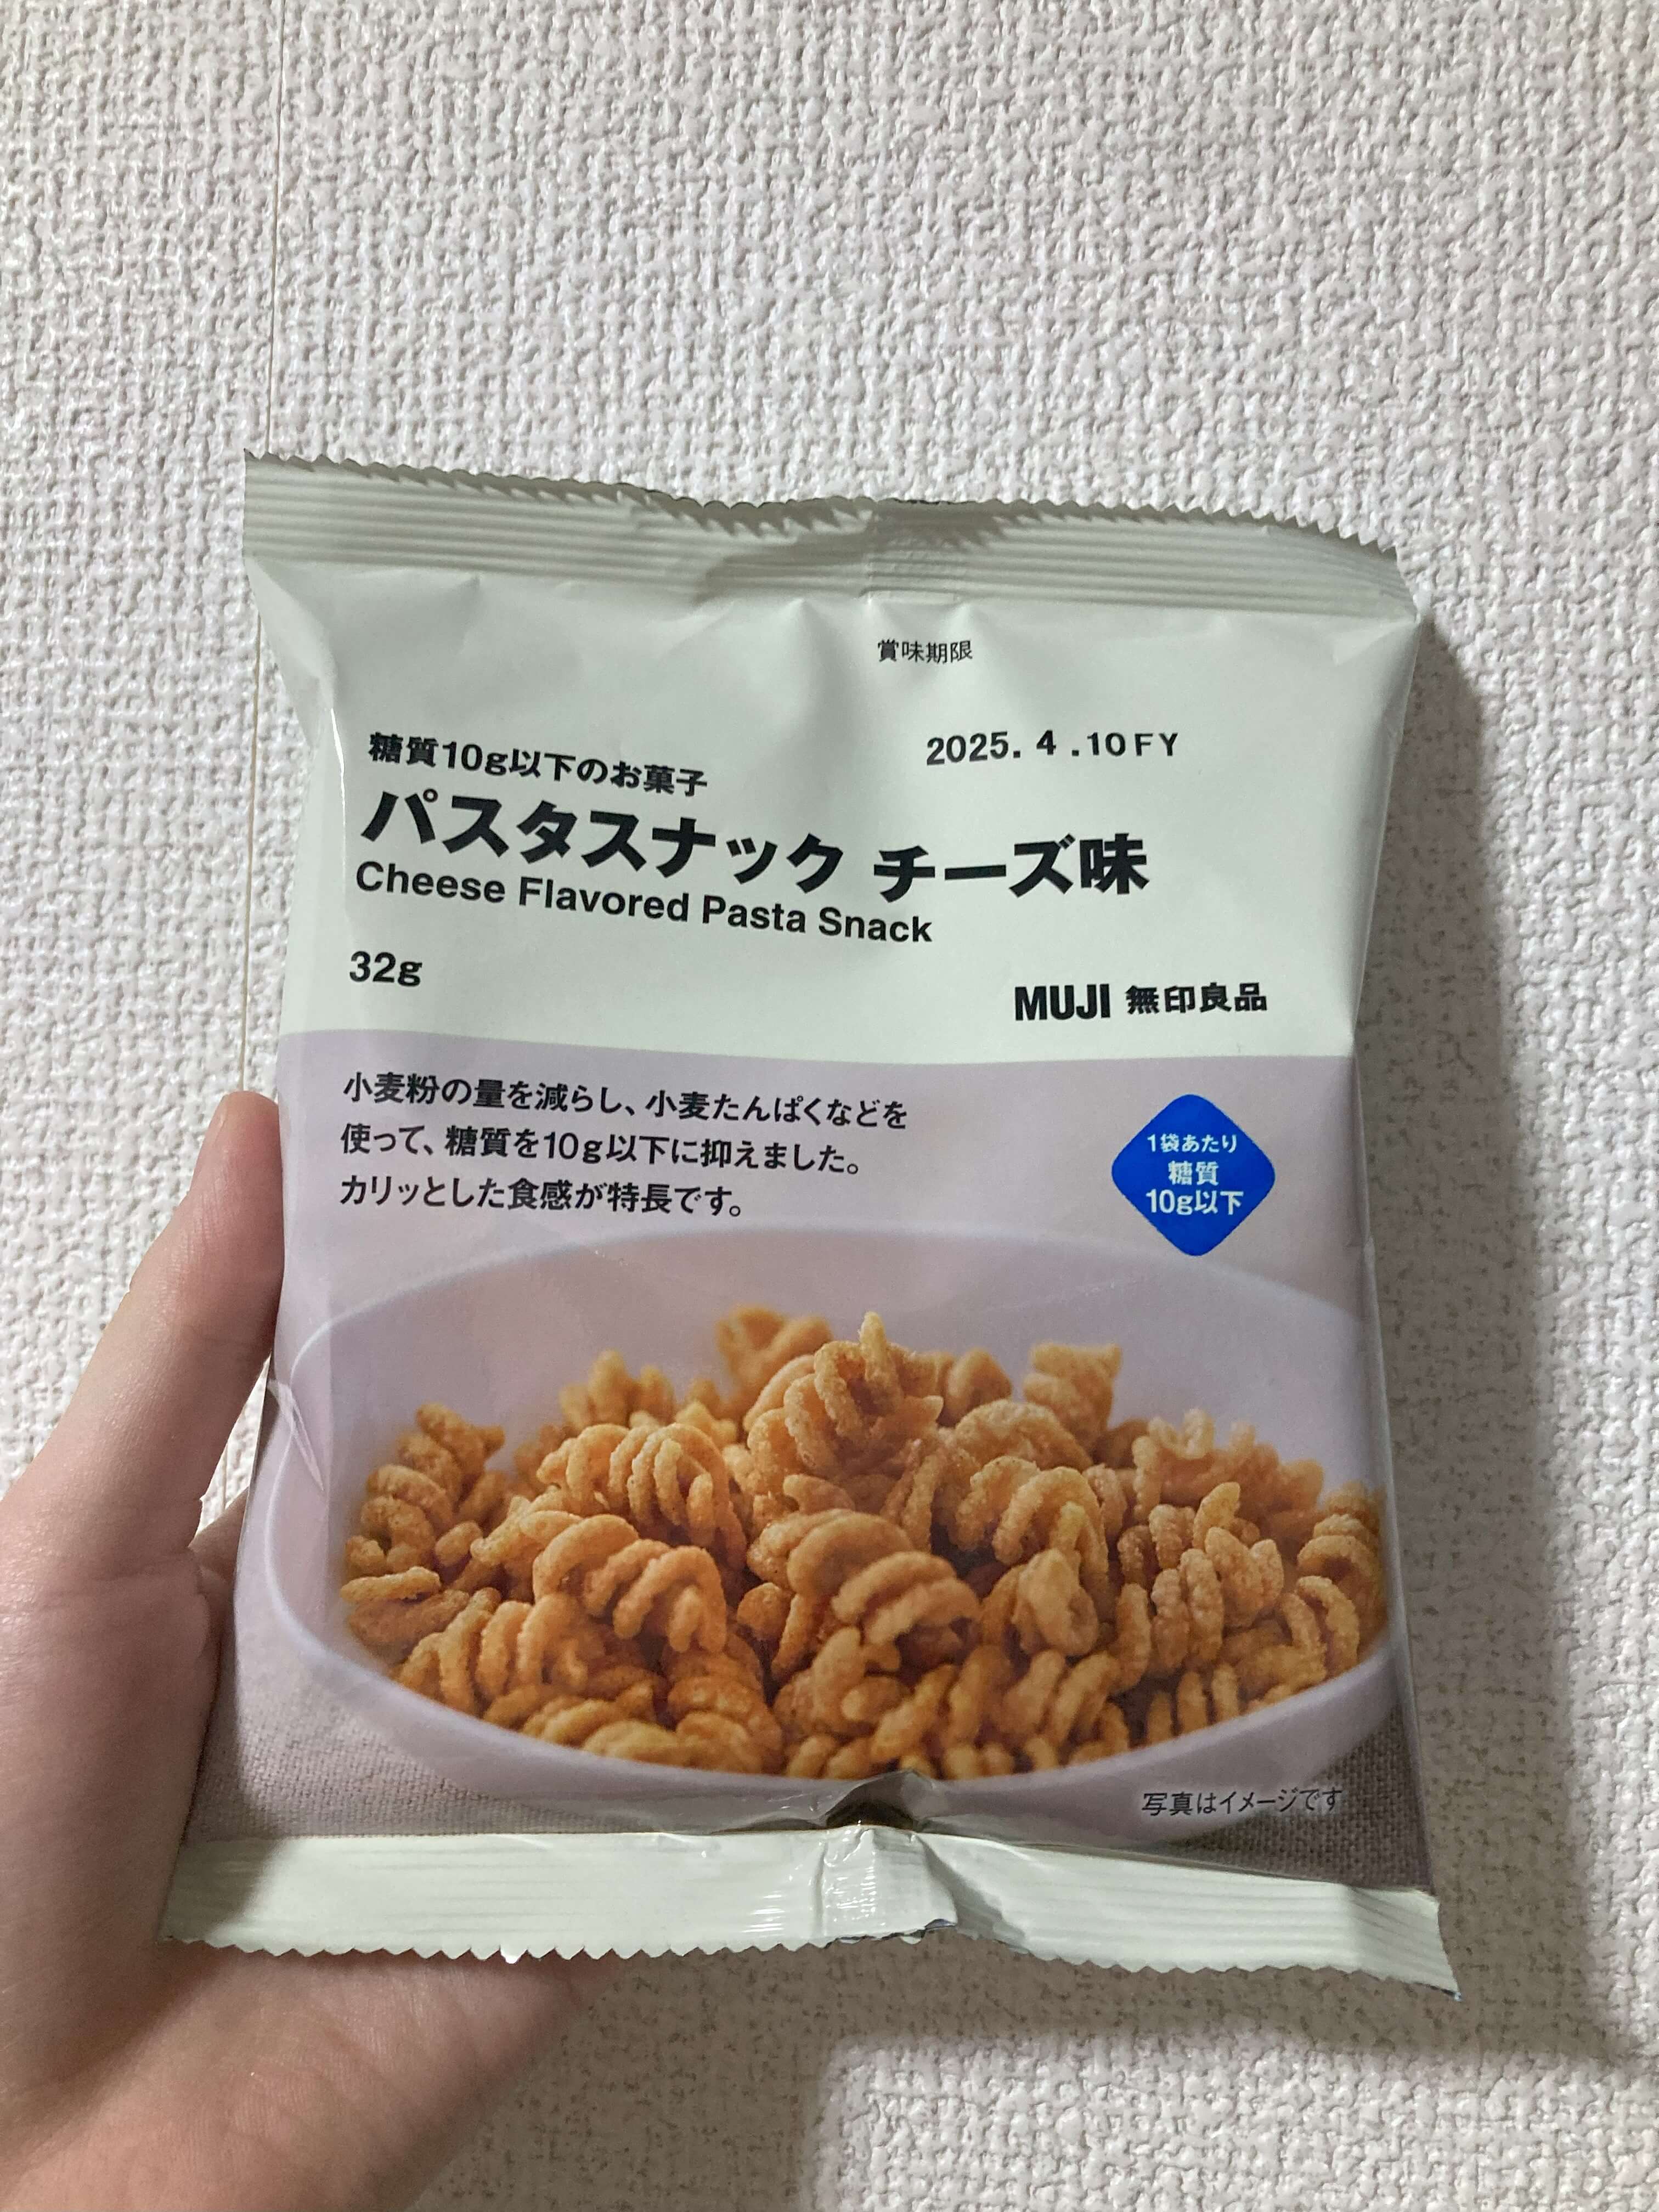 賞味期限
2025. 4 .10FY
糖質10g以下のお菓子
パスタスナック チーズ味
Cheese Flavored Pasta Snack
32g
MUJI 無印良品
小麦粉の量を減らし、小麦たんぱくなどを
使って、糖質を10g以下に抑えました。
カリッとした食感が特長です。
1袋あたり
糖質
10g以下
写真はイメージです